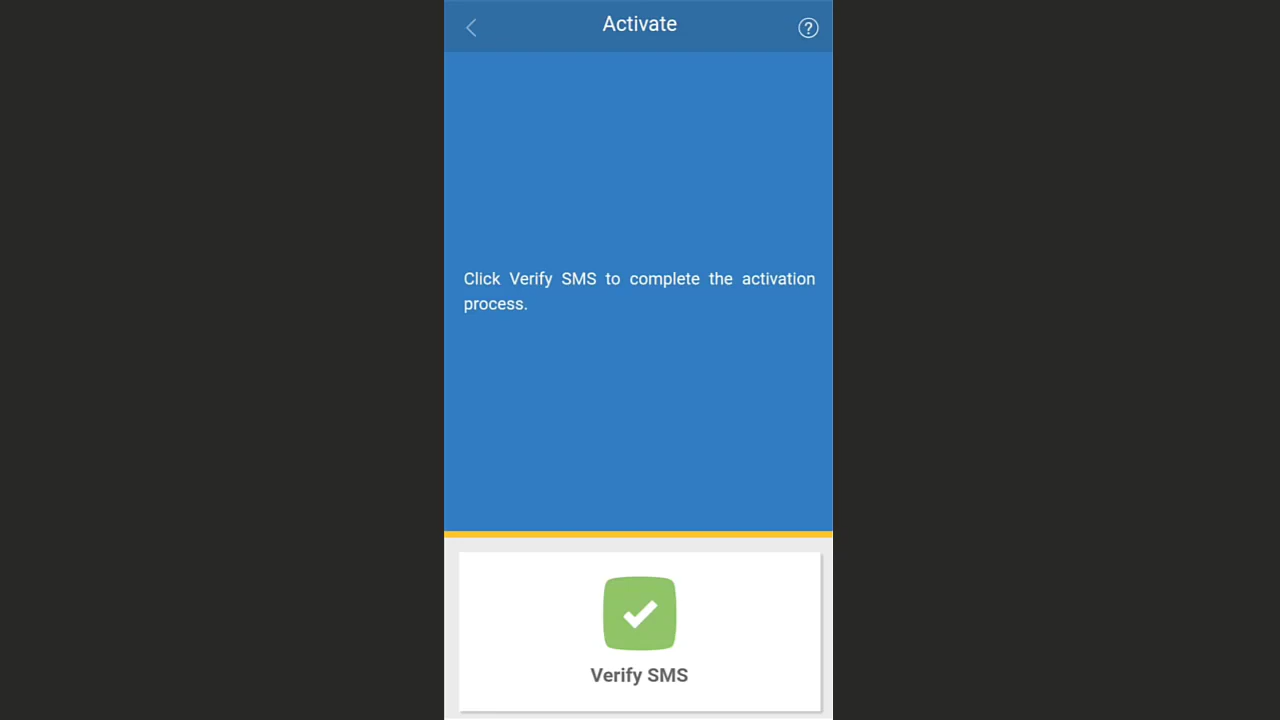 Activate
Click Verify SMS to complete the activation
process.
Verify SMS